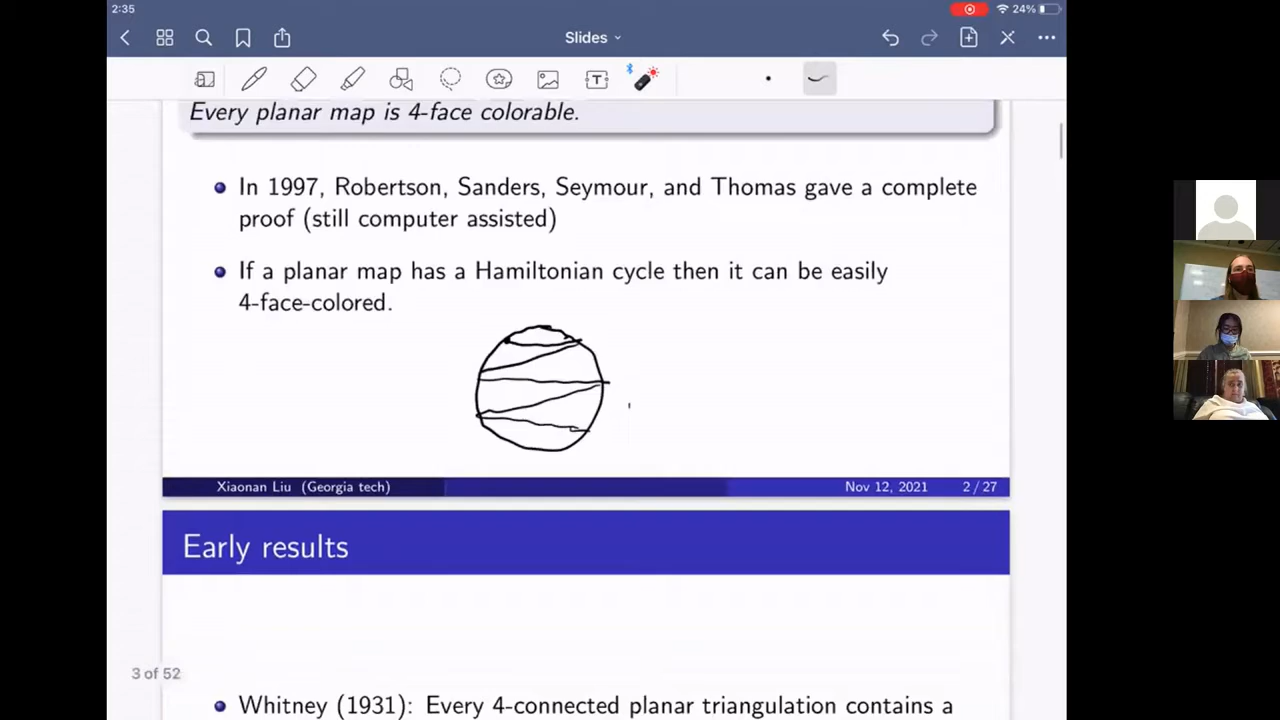 2:35
24%
Slides
T
Every planar map is 4-face colorable.
In 1997, Robertson, Sanders, Seymour, and Thomas gave a complete
proof (still computer assisted)
If a planar map has a Hamiltonian cycle then it can be easily
4-face-colored.
Xiaonan Liu (Georgia tech) Nov 12, 2021 2 / 27
Early results
3 of 52
Whitney (1931): Every 4-connected planar triangulation contains a